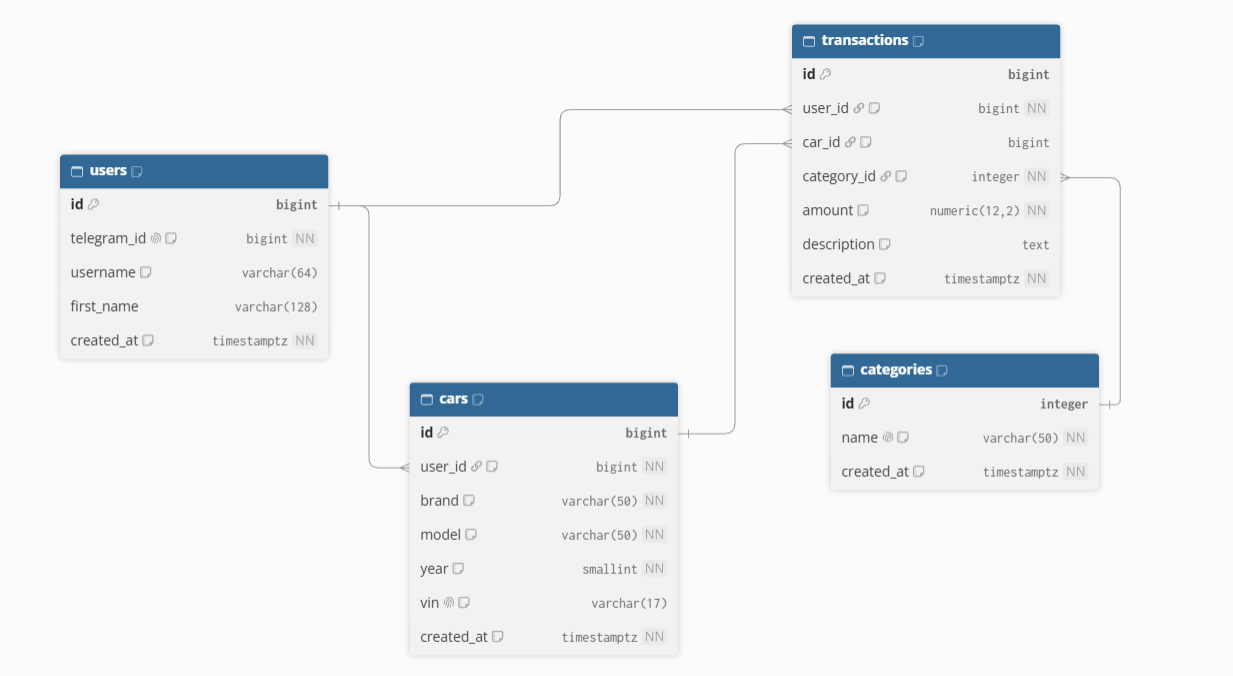 transactions
id bigint
user_id bigint NN
car_id bigint
category_id integer NN
amount numeric(12,2) NN
description text
created_at timestamptz NN
users
id bigint
telegram_id bigint NN
username varchar(64)
first_name varchar(128)
created_at timestamptz NN
categories
id integer
name varchar(50) NN
created_at timestamptz NN
cars
id bigint
user_id bigint NN
brand varchar(50) NN
model varchar(50) NN
year smallint NN
vin varchar(17)
created_at timestamptz NN